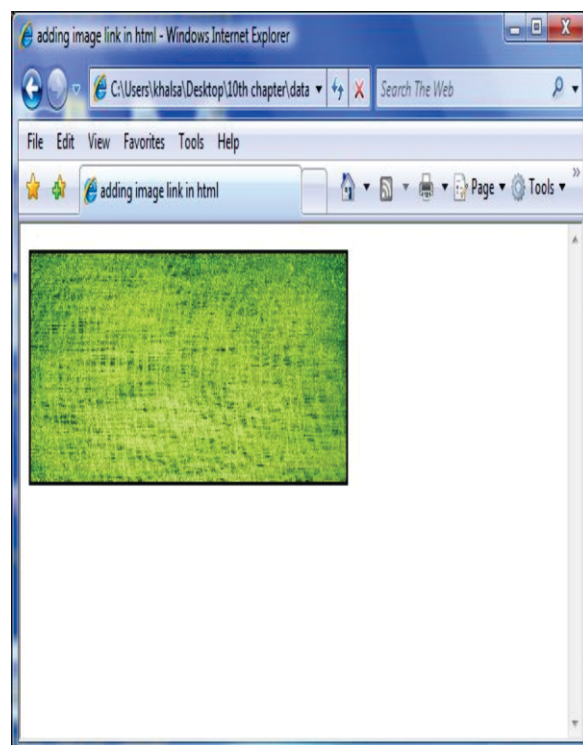 adding image link in html - Windows Internet Explorer
C:\Users\khalsa\Desktop\10th chapter\data
Search The Web
File Edit View Favorites Tools Help
adding image link in html
Page
Tools